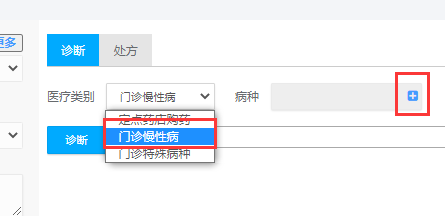 更多
诊断 处方
医疗类别 门诊慢性病 病种
定点药店购药
门诊慢性病
诊断
门诊特殊病种